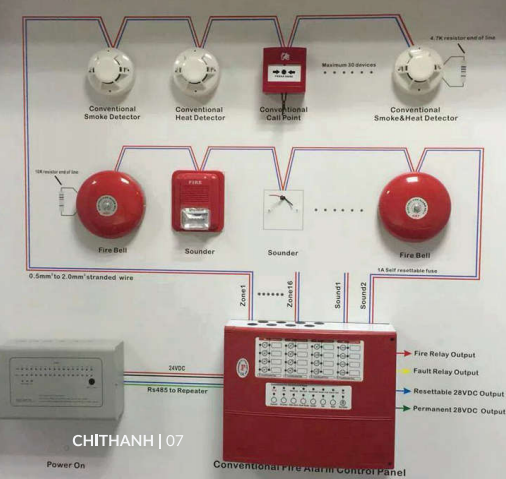 4.7K resistor end of line
Maximum 30 devices
Conventional
Smoke Detector
Conventional
Heat Detector
Conventional
Call Point
Conventional
Smoke&Heat Detector
10K resistor end of line
FIRE
Fire Bell
Sounder
Sounder
Fire Bell
0.5mm² to 2.0mm² stranded wire
1A Self resettable fuse
Zone1
Zone16
Sound1
Sound2
24VDC
Rs485 to Repeater
Fire Relay Output
Fault Relay Output
Resettable 28VDC Output
Permanent 28VDC Output
CHITHANH | 07
Power On
Conventional Fire Alarm Control Panel